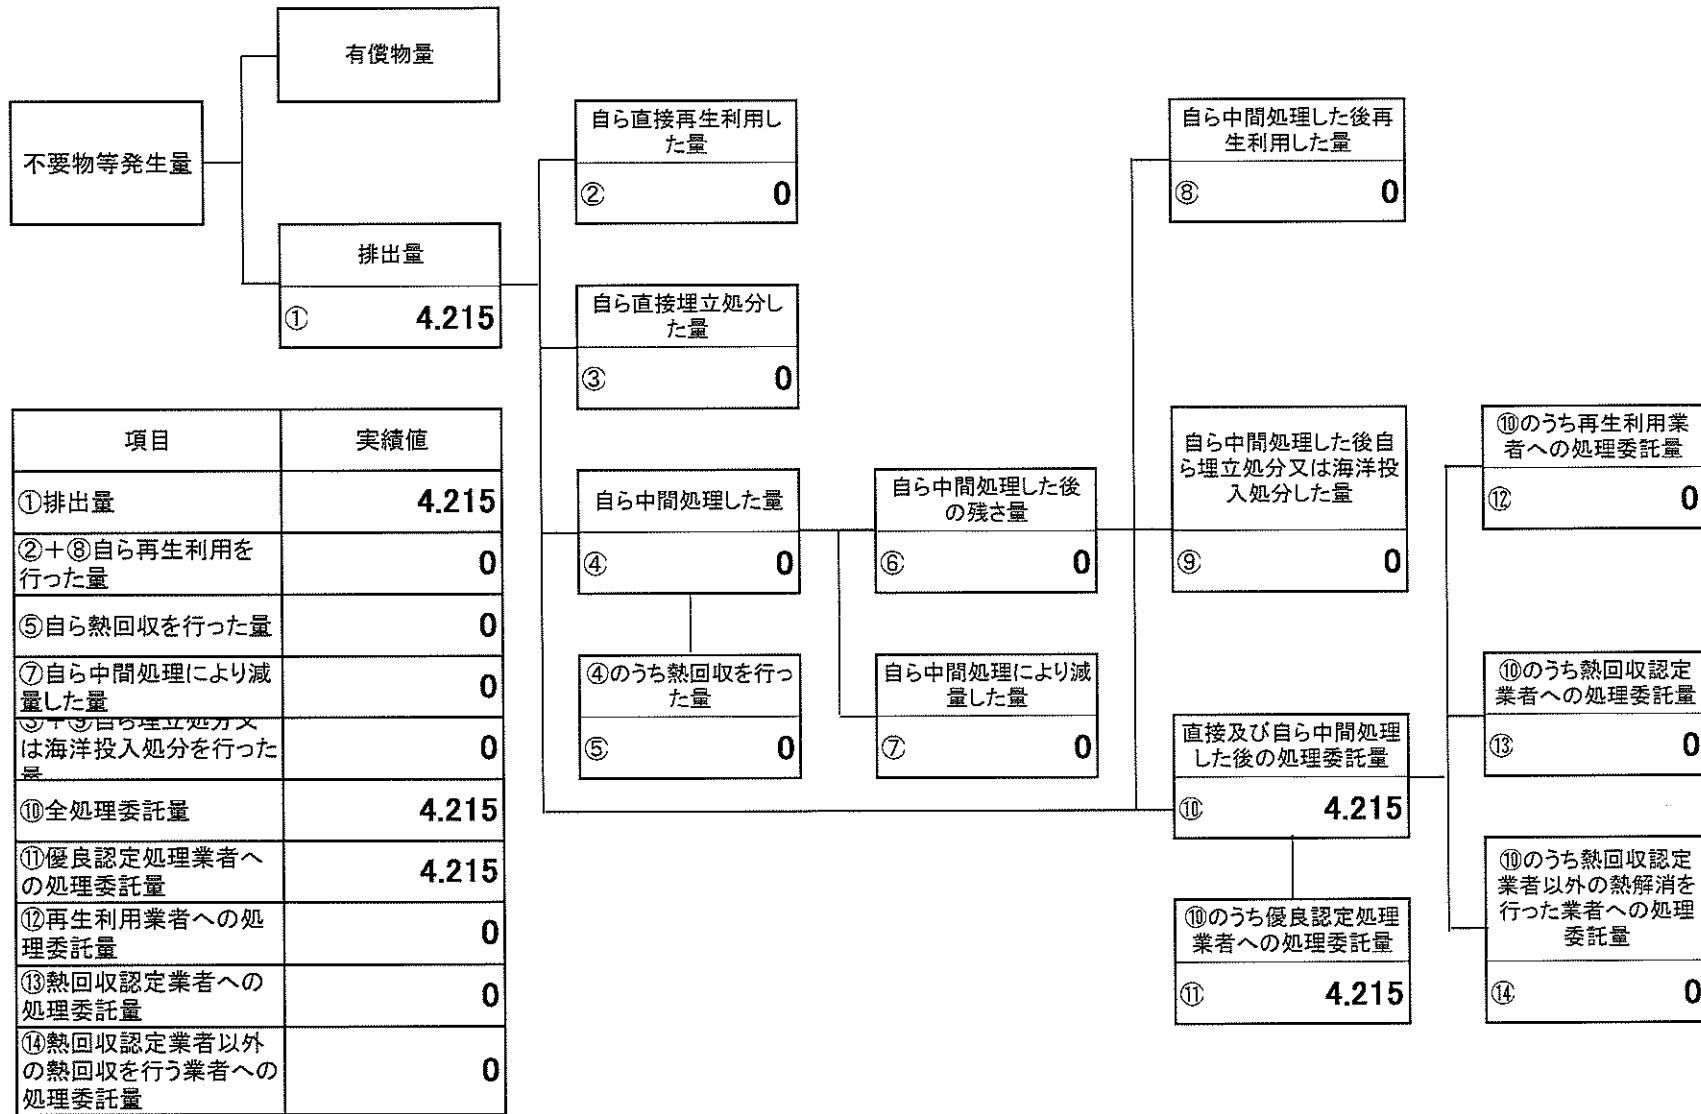 有償物量
不要物等発生量
排出量
① 4.215
自ら直接再生利用し
た量
② 0
自ら直接埋立処分し
た量
③ 0
自ら中間処理した量
④ 0
④のうち熱回収を行っ
た量
⑤ 0
自ら中間処理した後
の残さ量
⑥ 0
自ら中間処理により減
量した量
⑦ 0
自ら中間処理した後再
生利用した量
⑧ 0
自ら中間処理した後自
ら埋立処分又は海洋投
入処分した量
⑨ 0
直接及び自ら中間処理
した後の処理委託量
⑩ 4.215
⑩のうち優良認定処理
業者への処理委託量
⑪ 4.215
⑩のうち再生利用業
者への処理委託量
⑫ 0
⑩のうち熱回収認定
業者への処理委託量
⑬ 0
⑩のうち熱回収認定
業者以外の熱解消を
行った業者への処理
委託量
⑭ 0
項目 実績値
①排出量 4.215
②+⑧自ら再生利用を
行った量 0
⑤自ら熱回収を行った量 0
⑦自ら中間処理により減
量した量 0
③+⑨自ら埋立処分又
は海洋投入処分を行った
量 0
⑩全処理委託量 4.215
⑪優良認定処理業者へ
の処理委託量 4.215
⑫再生利用業者への処
理委託量 0
⑬熱回収認定業者への
処理委託量 0
⑭熱回収認定業者以外
の熱回収を行う業者への
処理委託量 0